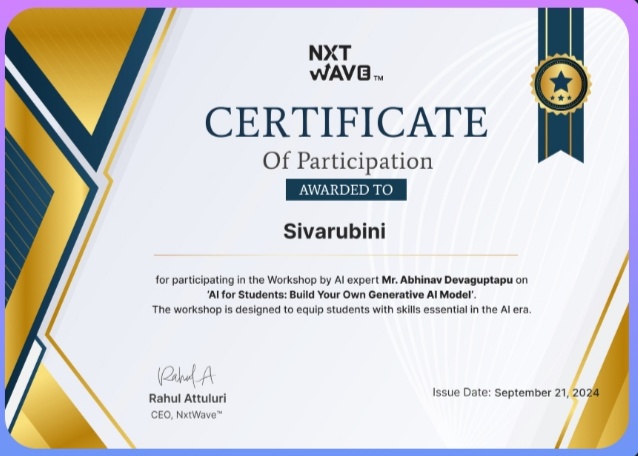 NXT
WAVE™
CERTIFICATE
Of Participation
AWARDED TO
Sivarubini
for participating in the Workshop by AI expert Mr. Abhinav Devaguptapu on
'AI for Students: Build Your Own Generative AI Model'.
The workshop is designed to equip students with skills essential in the AI era.
Rahul A
Rahul Attuluri
CEO, NxtWave™
Issue Date: September 21, 2024